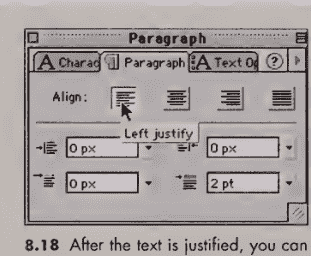 Paragraph
A Charac ¶ Paragraph A Text Op ?
Align:
Left justify
0 px 0 px
0 px 2 pt
8.18 After the text is justified, you can